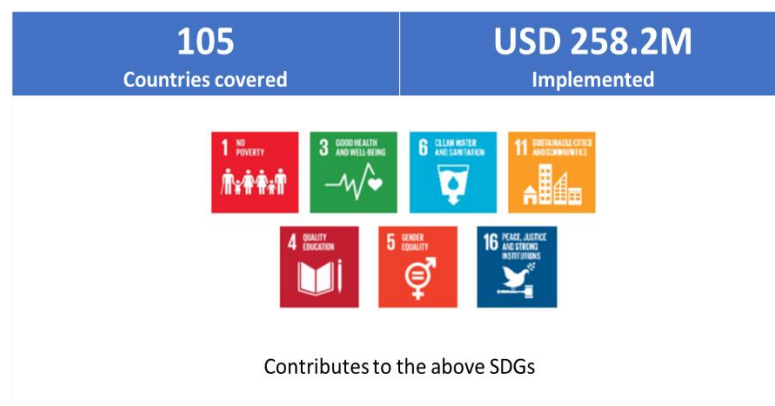 105
Countries covered
USD 258.2M
Implemented
1 NO
POVERTY
3 GOOD HEALTH
AND WELL-BEING
6 CLEAN WATER
AND SANITATION
11 SUSTAINABLE CITIES
AND COMMUNITIES
4 QUALITY
EDUCATION
5 GENDER
EQUALITY
16 PEACE, JUSTICE
AND STRONG
INSTITUTIONS
Contributes to the above SDGs